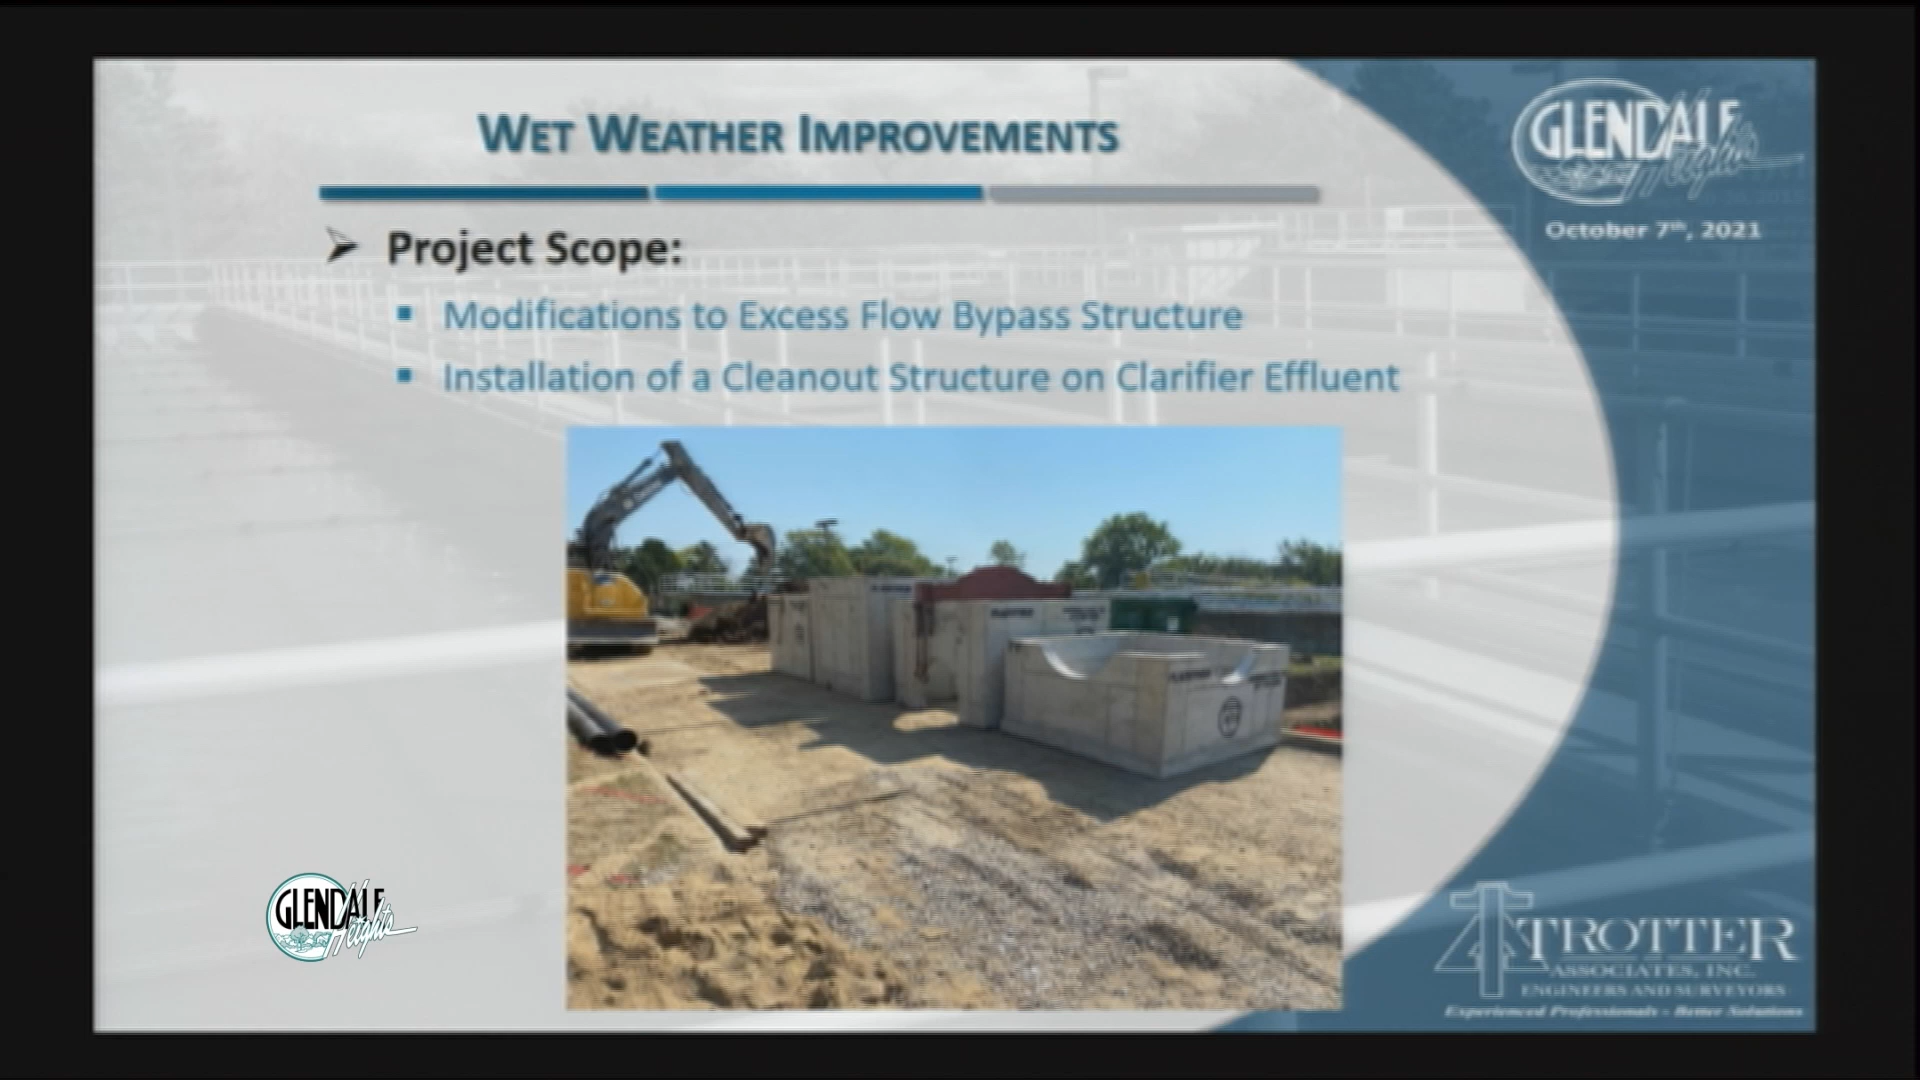 WET WEATHER IMPROVEMENTS
GLENDALE
Heights
October 7th, 2021
Project Scope:
Modifications to Excess Flow Bypass Structure
Installation of a Cleanout Structure on Clarifier Effluent
GLENDALE
Heights
TROTTER
ASSOCIATES, INC.
ENGINEERS AND SURVEYORS
Experienced Professionals - Better Solutions